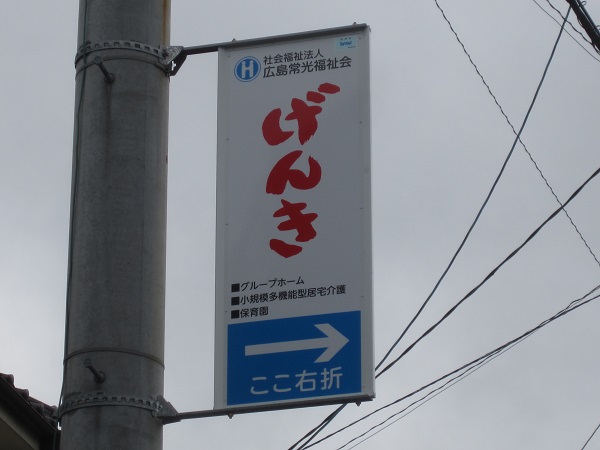 H
社会福祉法人
広島常光福祉会
げんき
■グループホーム
■小規模多機能型居宅介護
■保育園
ここ右折